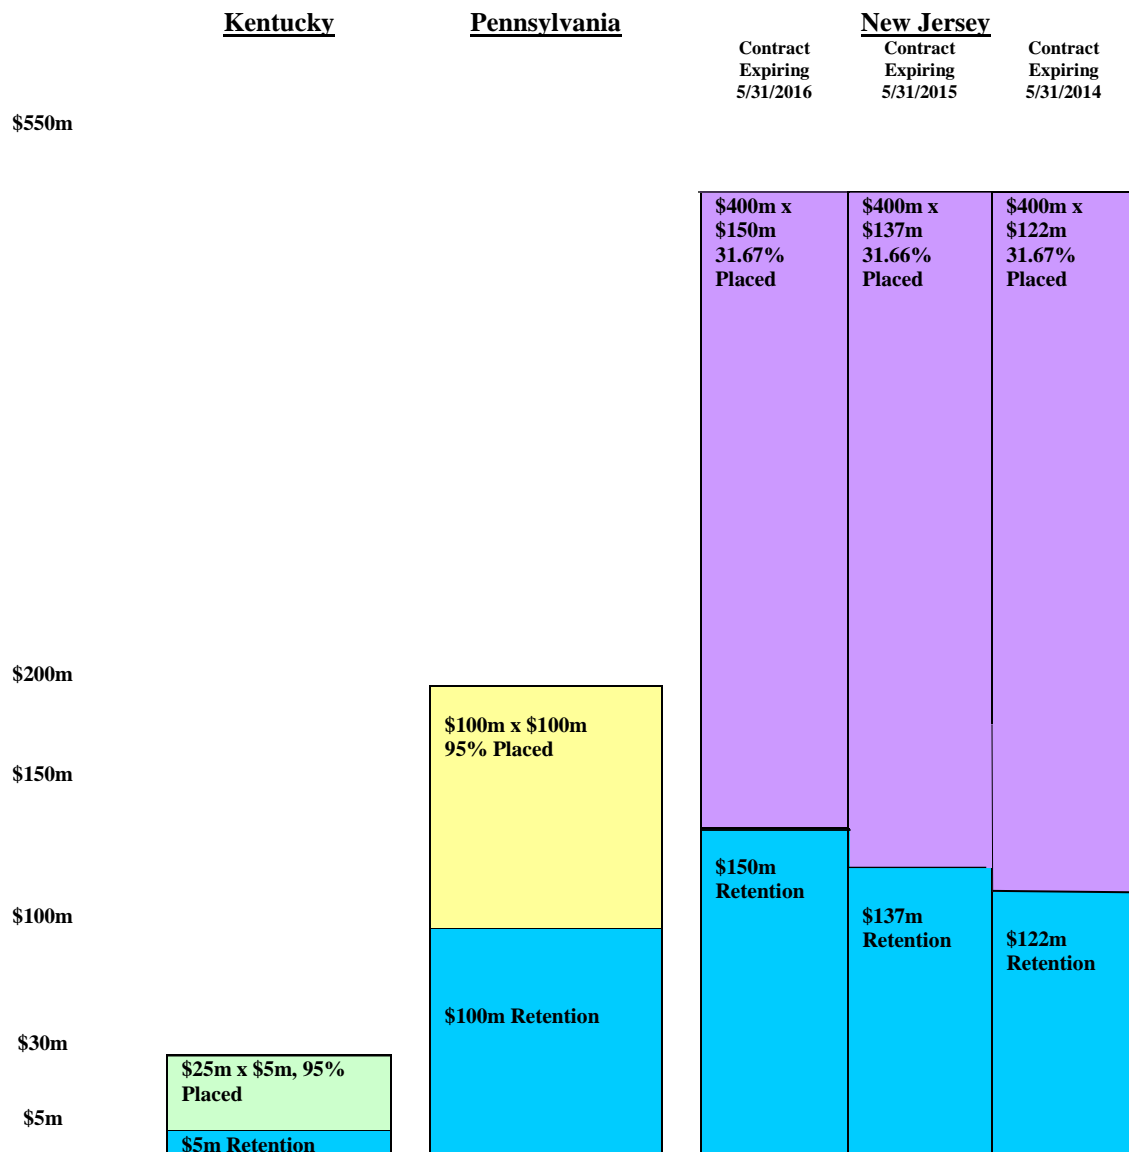 Kentucky
Pennsylvania
New Jersey
Contract
Expiring
5/31/2016
Contract
Expiring
5/31/2015
Contract
Expiring
5/31/2014
$550m
$400m x
$150m
31.67%
Placed
$400m x
$137m
31.66%
Placed
$400m x
$122m
31.67%
Placed
$200m
$100m x $100m
95% Placed
$150m
$150m
Retention
$100m
$137m
Retention
$122m
Retention
$100m Retention
$30m
$25m x $5m, 95%
Placed
$5m
$5m Retention